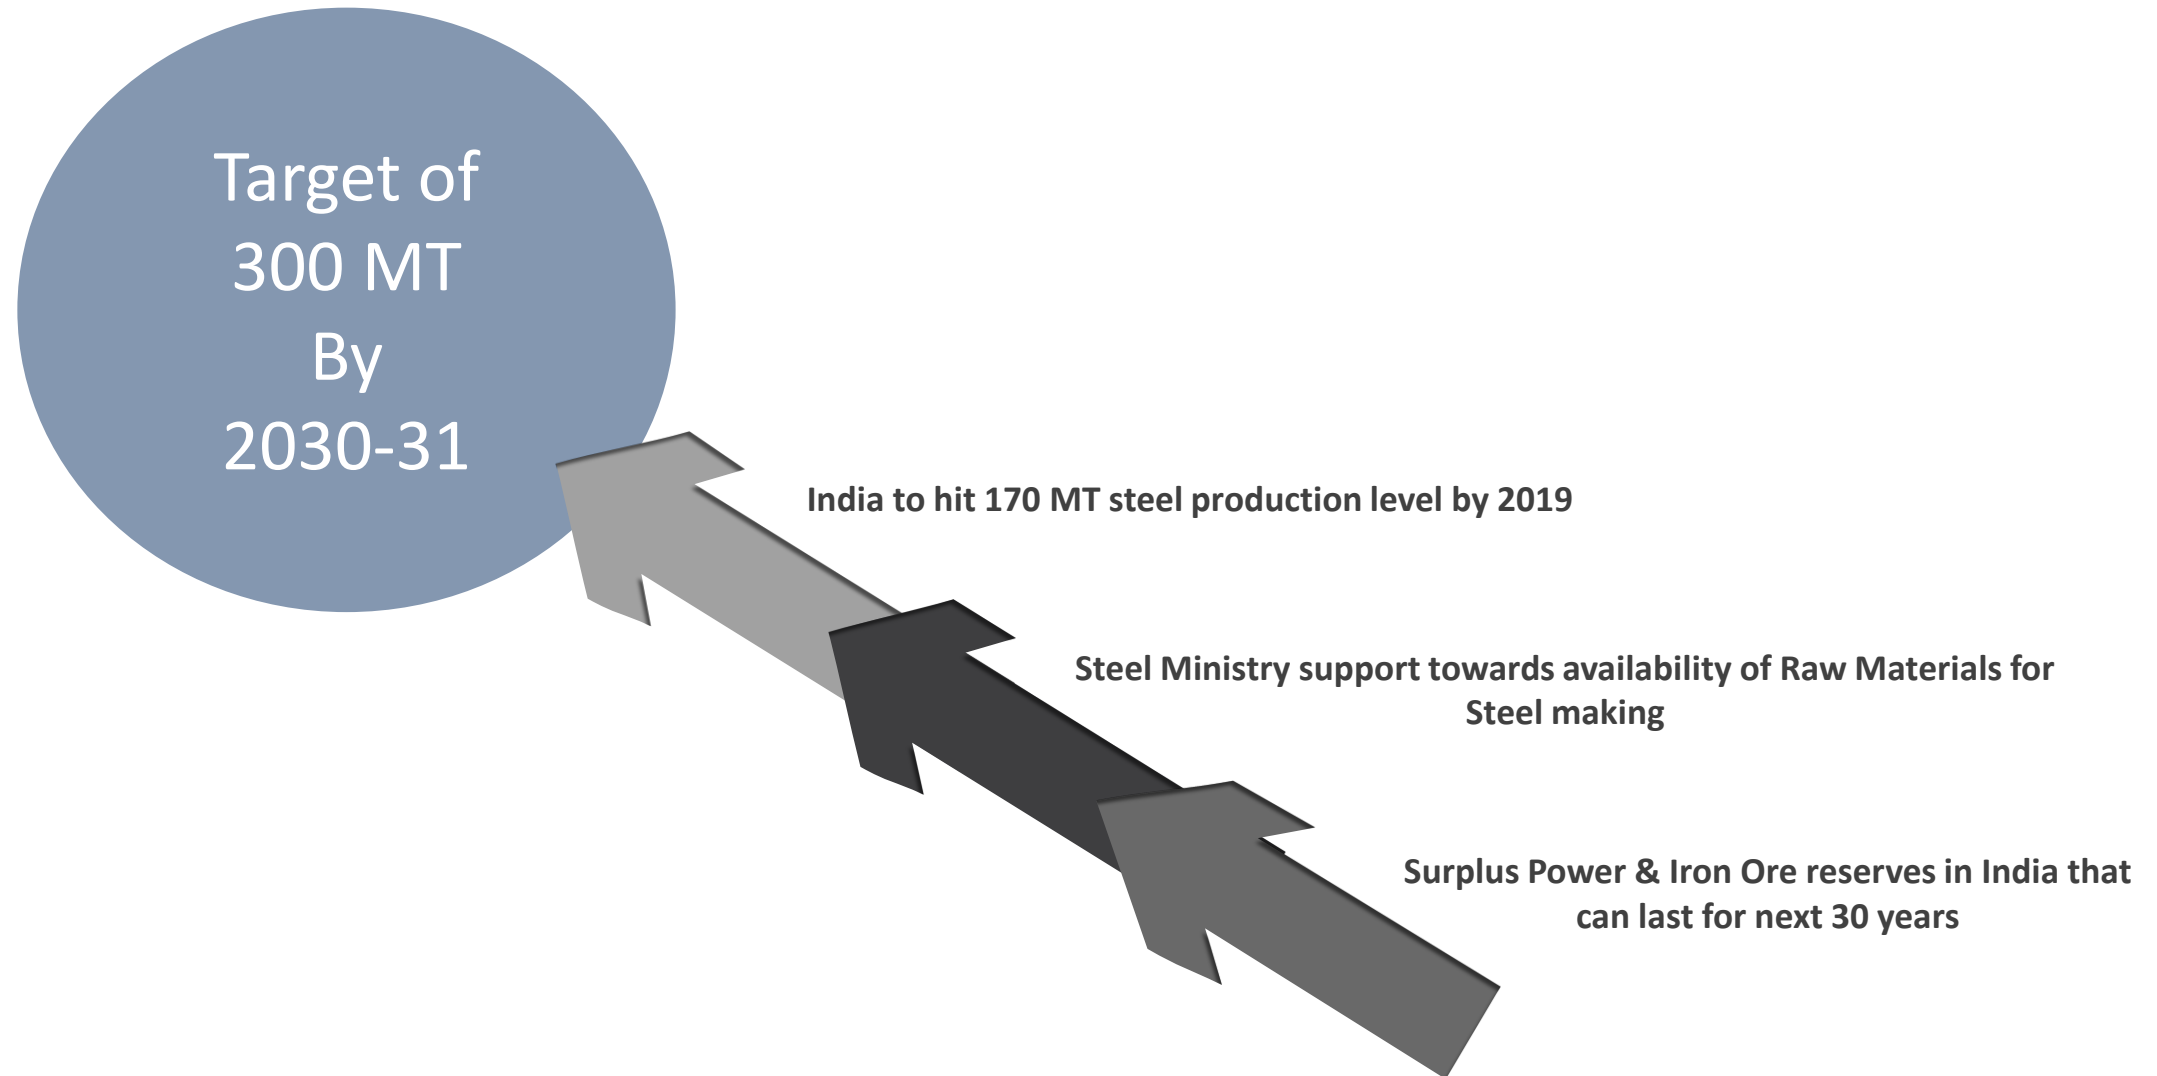 Target of
300 MT
By
2030-31
India to hit 170 MT steel production level by 2019
Steel Ministry support towards availability of Raw Materials for
Steel making
Surplus Power & Iron Ore reserves in India that
can last for next 30 years